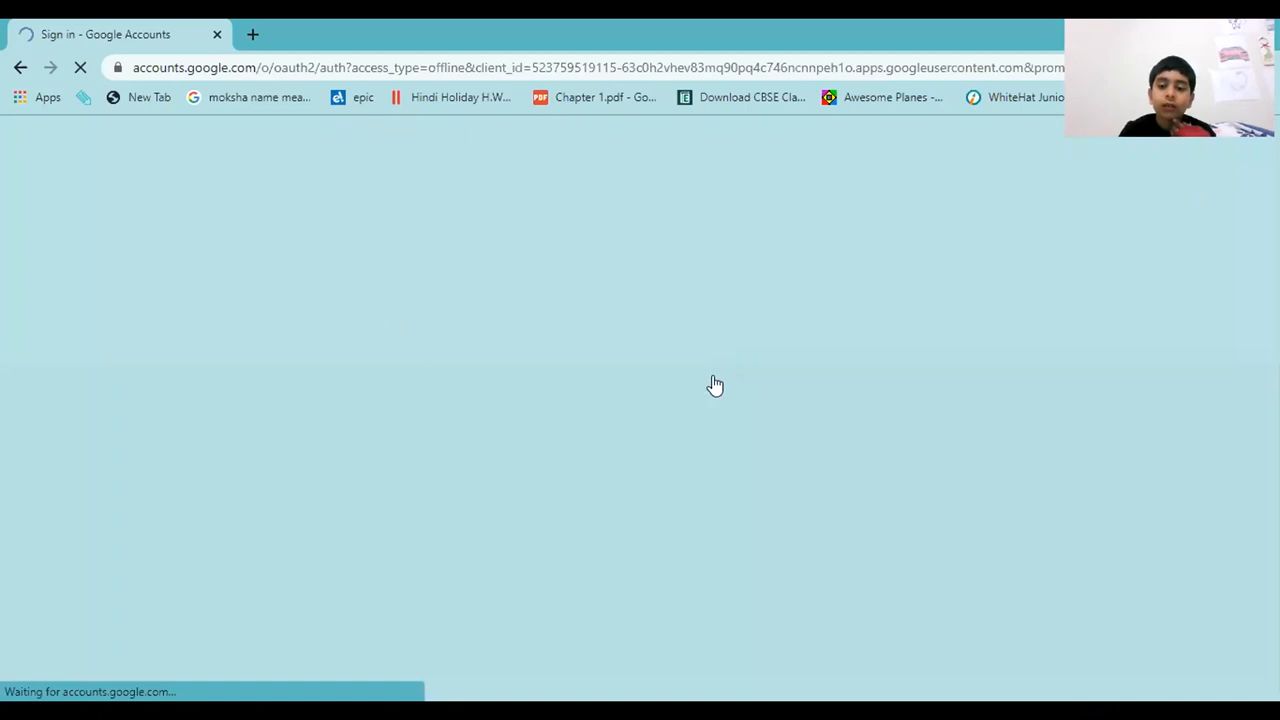 Sign in - Google Accounts
accounts.google.com/o/oauth2/auth?access_type=offline&client_id=523759519115-63c0h2vhev83mq90pq4c746ncnnpeh1o.apps.googleusercontent.com&prom
Apps New Tab moksha name mea... epic Hindi Holiday H.W... PDF Chapter 1.pdf - Go... Download CBSE Cla... Awesome Planes -... WhiteHat Junio
Waiting for accounts.google.com...